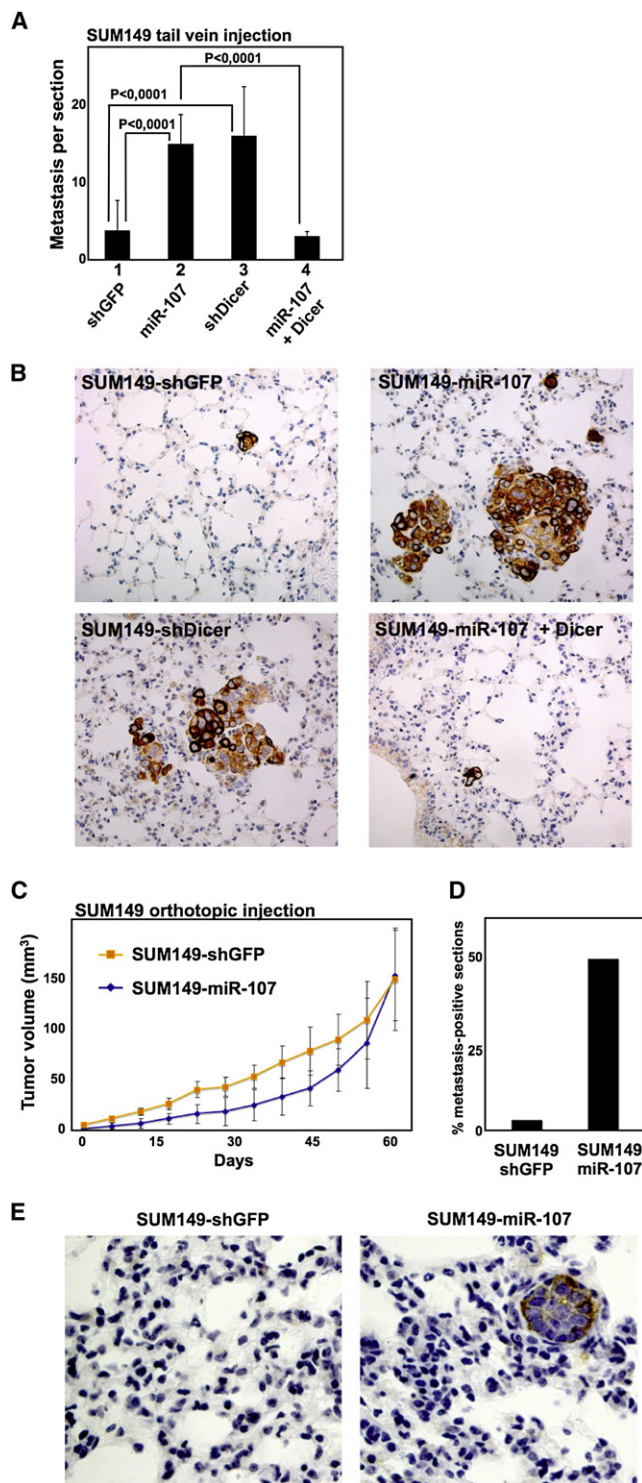 A
SUM149 tail vein injection
P<0,0001
P<0,0001
P<0,0001
Metastasis per section
20
10
0
1
2
3
4
shGFP
miR-107
shDicer
miR-107
+ Dicer
B
SUM149-shGFP
SUM149-miR-107
SUM149-shDicer
SUM149-miR-107 + Dicer
C
SUM149 orthotopic injection
SUM149-shGFP
SUM149-miR-107
Tumor volume (mm³)
150
100
50
0
0
15
30
45
60
Days
D
% metastasis-positive sections
50
25
0
SUM149
shGFP
SUM149
miR-107
E
SUM149-shGFP
SUM149-miR-107